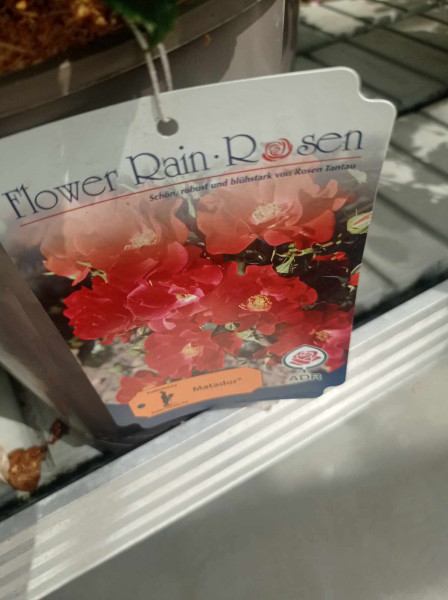 Flower Rain · Rosen
Schön, robust und blühstark von Rosen Tantau
Matador®
ADR